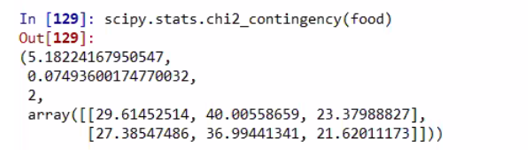 In [129]: scipy.stats.chi2_contingency(food)
Out[129]:
(5.18224167950547,
 0.07493600174770032,
 2,
 array([[29.61452514, 40.00558659, 23.37988827],
        [27.38547486, 36.99441341, 21.62011173]]))